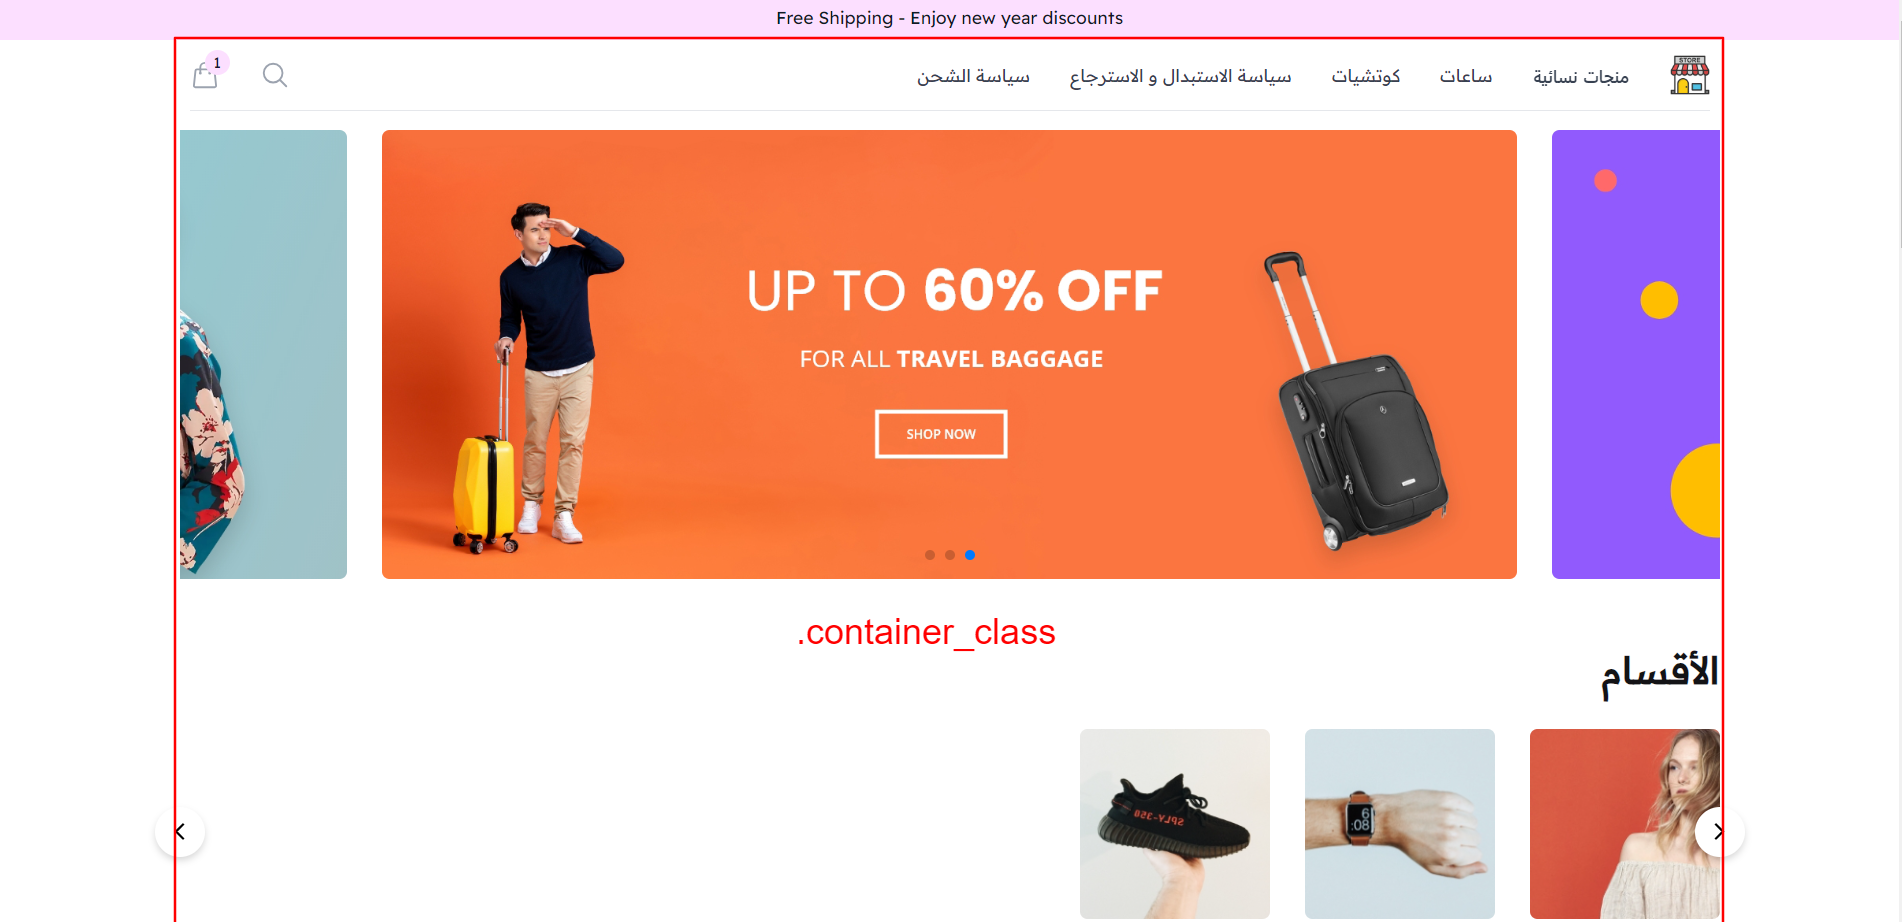 Free Shipping - Enjoy new year discounts
STORE
منجات نسائية
ساعات
كوتشيات
سياسة الاستبدال و الاسترجاع
سياسة الشحن
1
UP TO 60% OFF
FOR ALL TRAVEL BAGGAGE
SHOP NOW
.container_class
الأقسام
6
:08
SPLY-350